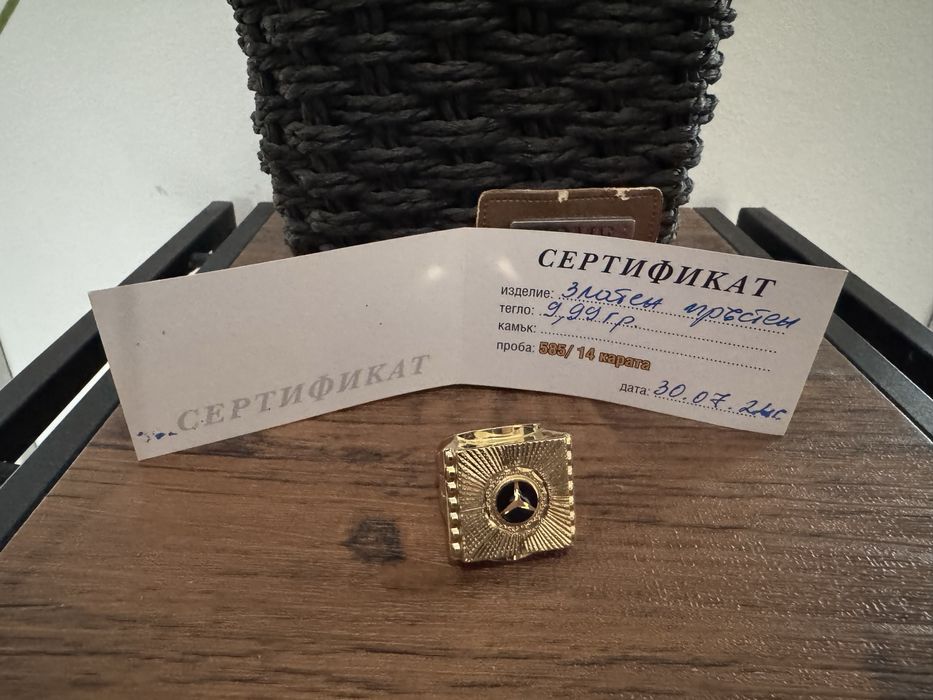 СЕРТИФИКАТ
изделие: Златен пръстен
тегло: 9,99 гр.
камък:
проба: 585/ 14 карата
дата: 30.07.24г.
СЕРТИФИКАТ